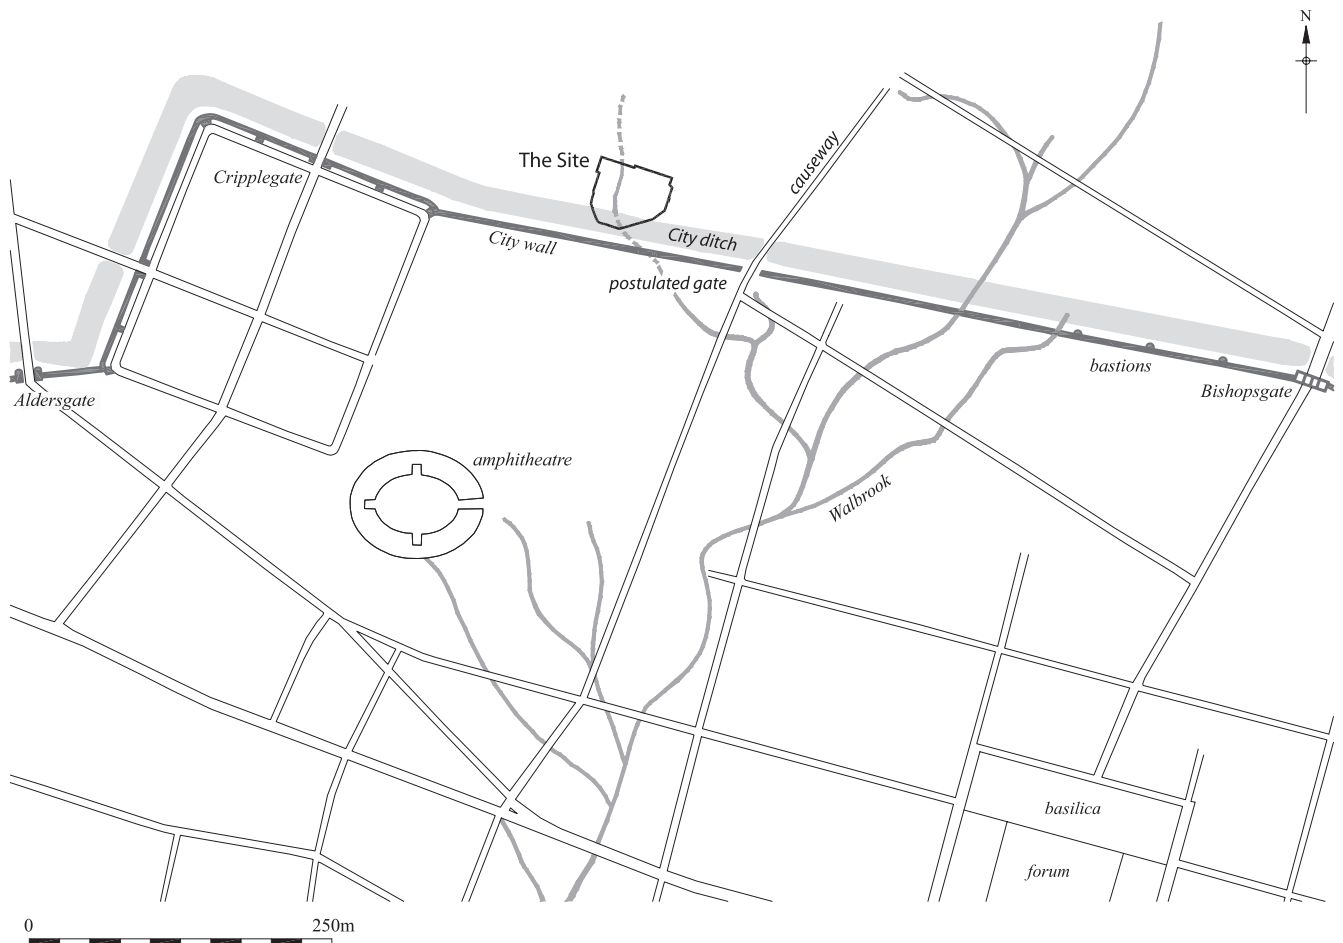 N
The Site
causeway
Cripplegate
City wall
City ditch
postulated gate
bastions
Bishopsgate
Aldersgate
amphitheatre
Walbrook
basilica
forum
0 250m